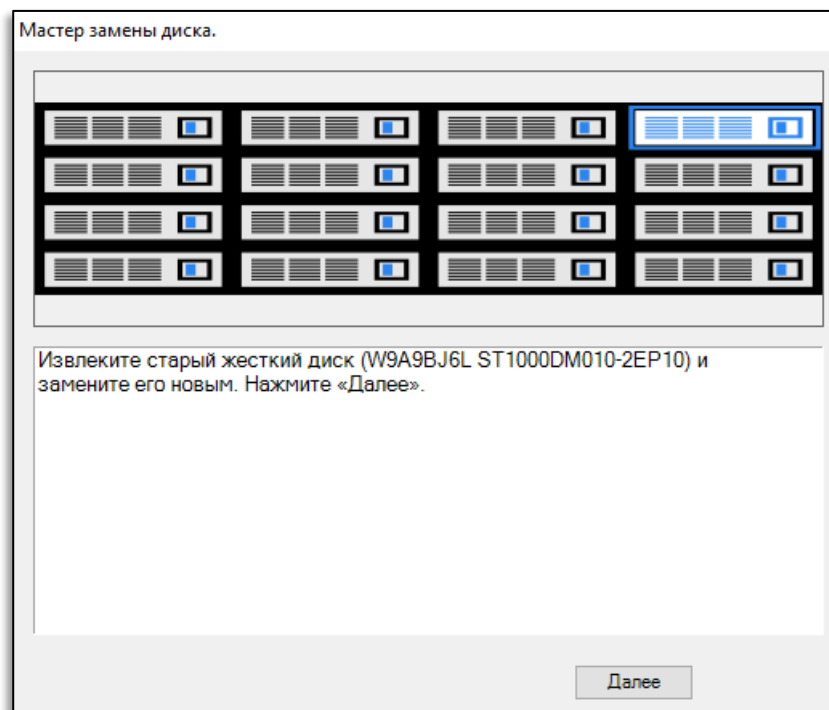 Мастер замены диска.
Извлеките старый жесткий диск (W9A9BJ6L ST1000DM010-2EP10) и
замените его новым. Нажмите «Далее».
Далее